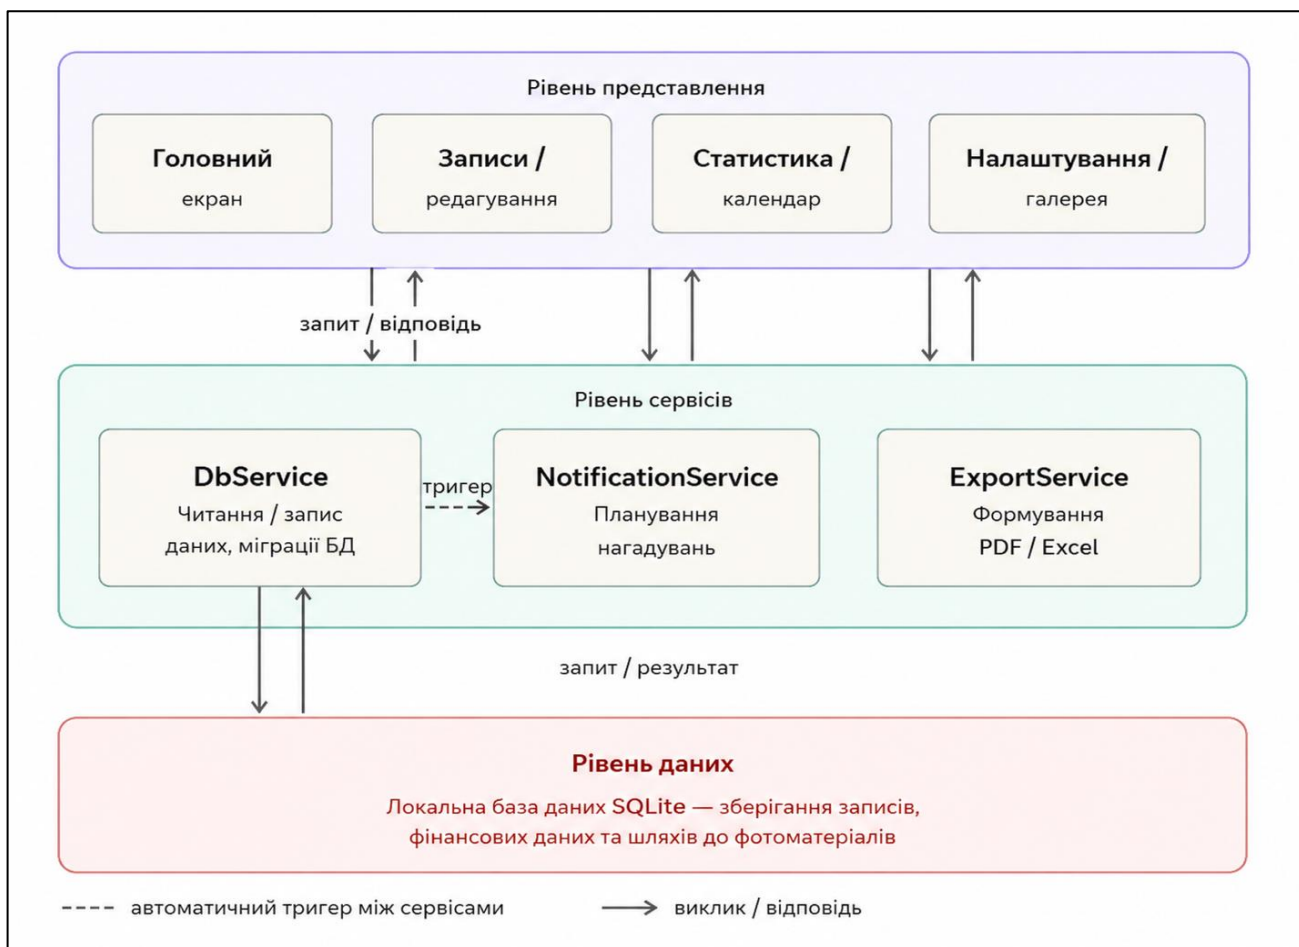 Рівень представлення
Головний
екран
Записи /
редагування
Статистика /
календар
Налаштування /
галерея
запит / відповідь
Рівень сервісів
DbService
Читання / запис
даних, міграції БД
тригер
NotificationService
Планування
нагадувань
ExportService
Формування
PDF / Excel
запит / результат
Рівень даних
Локальна база даних SQLite — зберігання записів,
фінансових даних та шляхів до фотоматеріалів
автоматичний тригер між сервісами
виклик / відповідь